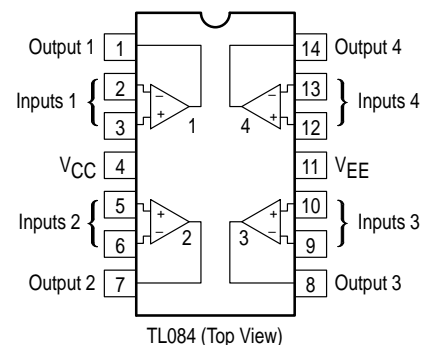 Output 1 1 14 Output 4
Inputs 1 { 2 − − 13 } Inputs 4
3 + 1 4 + 12
VCC 4 11 VEE
Inputs 2 { 5 + + 10 } Inputs 3
6 − 2 3 − 9
Output 2 7 8 Output 3
TL084 (Top View)